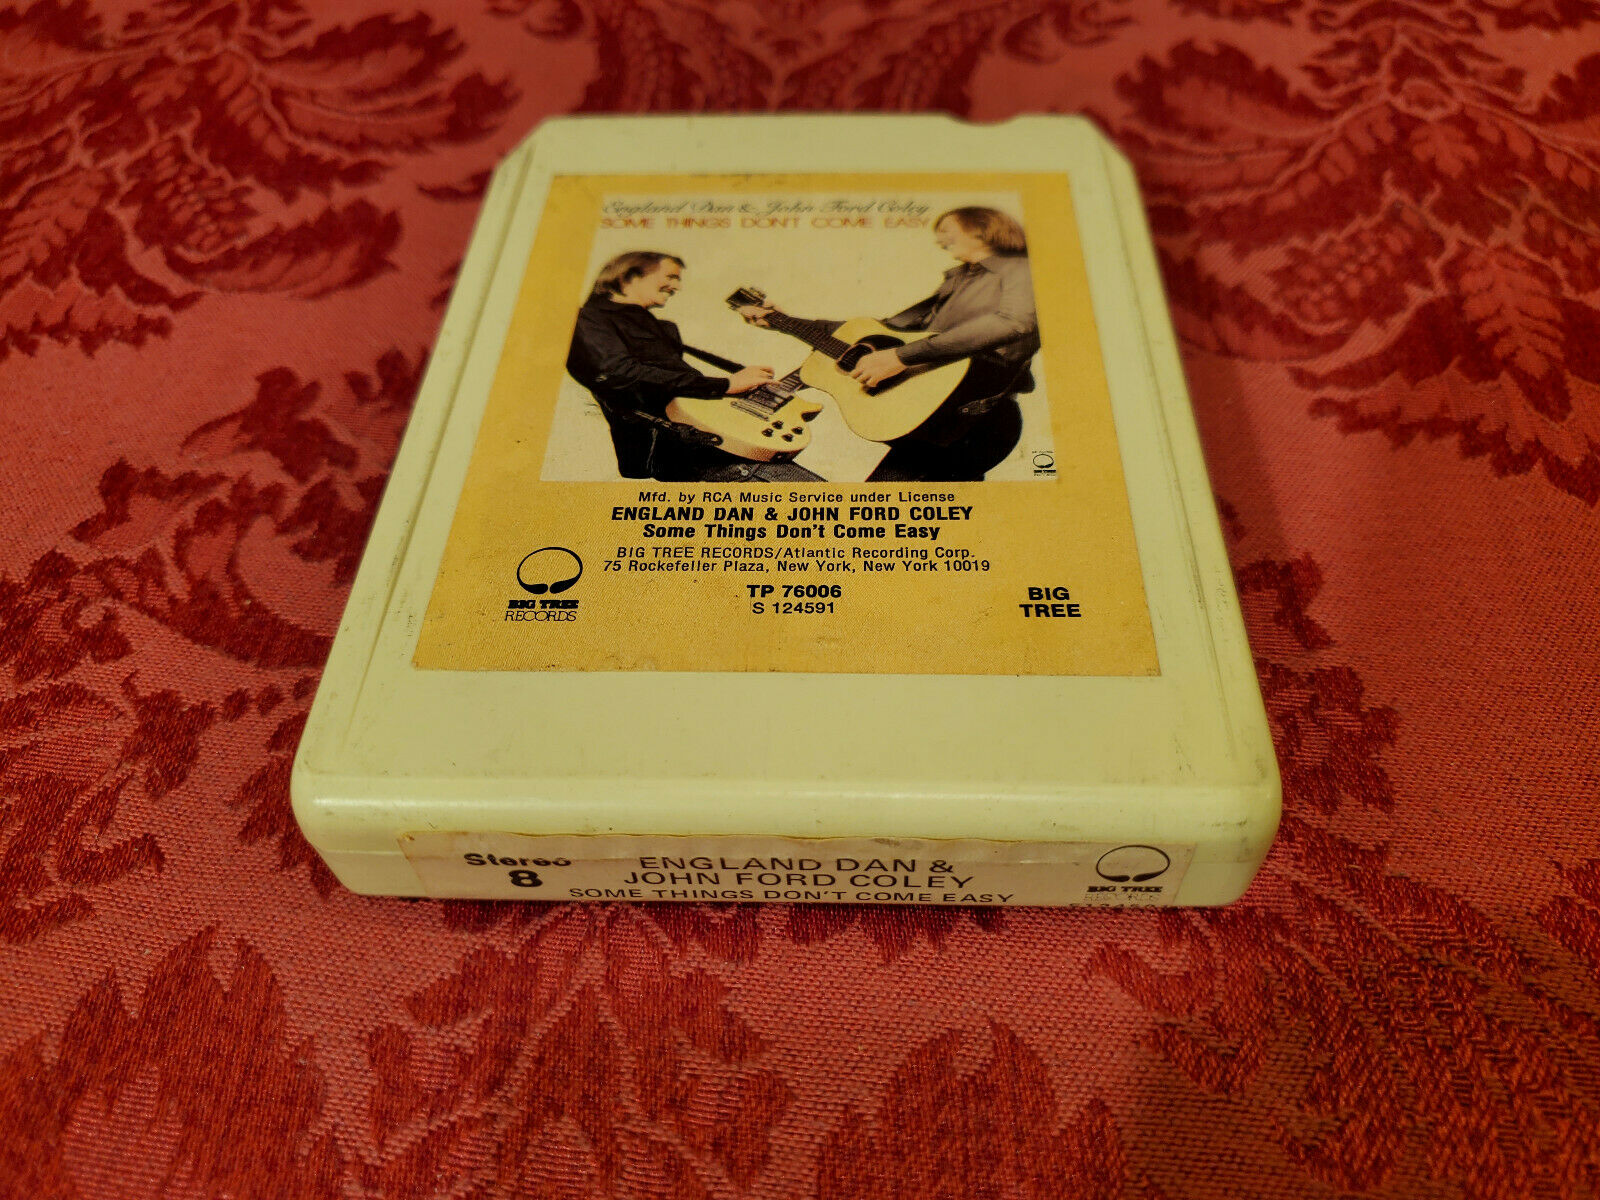 England Dan & John Ford Coley
SOME THINGS DON'T COME EASY
Mfd. by RCA Music Service under License
ENGLAND DAN & JOHN FORD COLEY
Some Things Don't Come Easy
BIG TREE RECORDS/Atlantic Recording Corp.
75 Rockefeller Plaza, New York, New York 10019
TP 76006
S 124591
BIG TREE
RECORDS
BIG
TREE
Stereo
8
ENGLAND DAN &
JOHN FORD COLEY
SOME THINGS DON'T COME EASY
BIG TREE
RECORDS